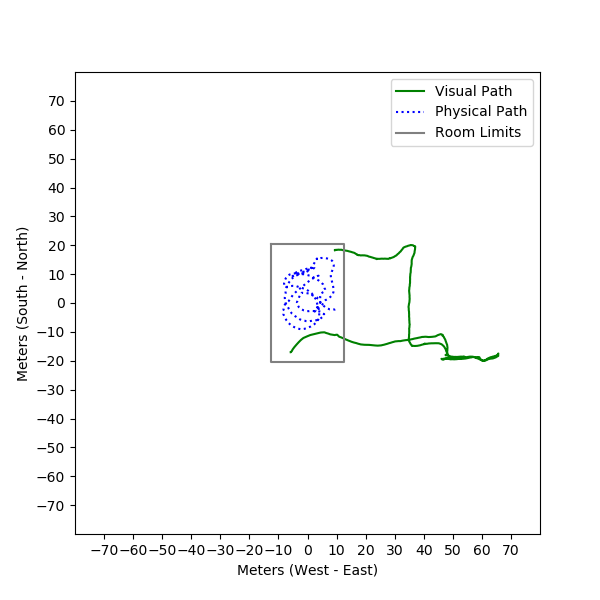 Visual Path
Physical Path
Room Limits
70
60
50
40
30
20
10
0
−10
−20
−30
−40
−50
−60
−70
Meters (South - North)
−70 −60 −50 −40 −30 −20 −10 0 10 20 30 40 50 60 70
Meters (West - East)